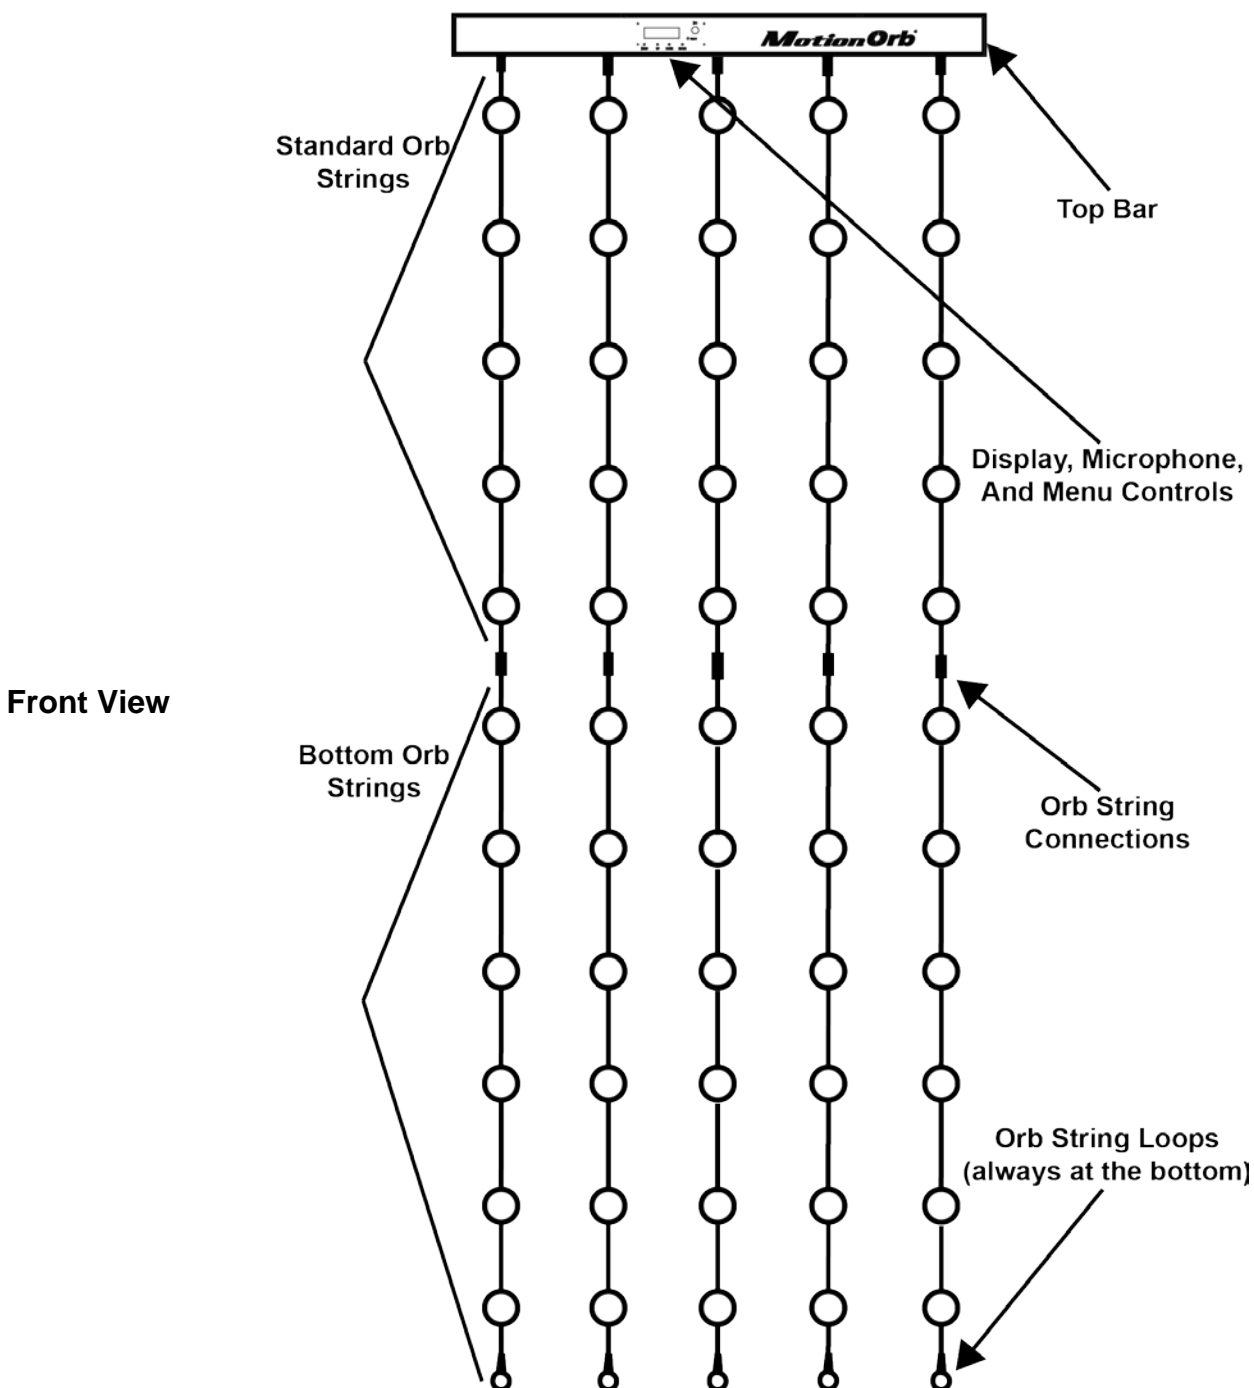 MotionOrb
Standard Orb
Strings
Top Bar
Display, Microphone,
And Menu Controls
Front View
Bottom Orb
Strings
Orb String
Connections
Orb String Loops
(always at the bottom)